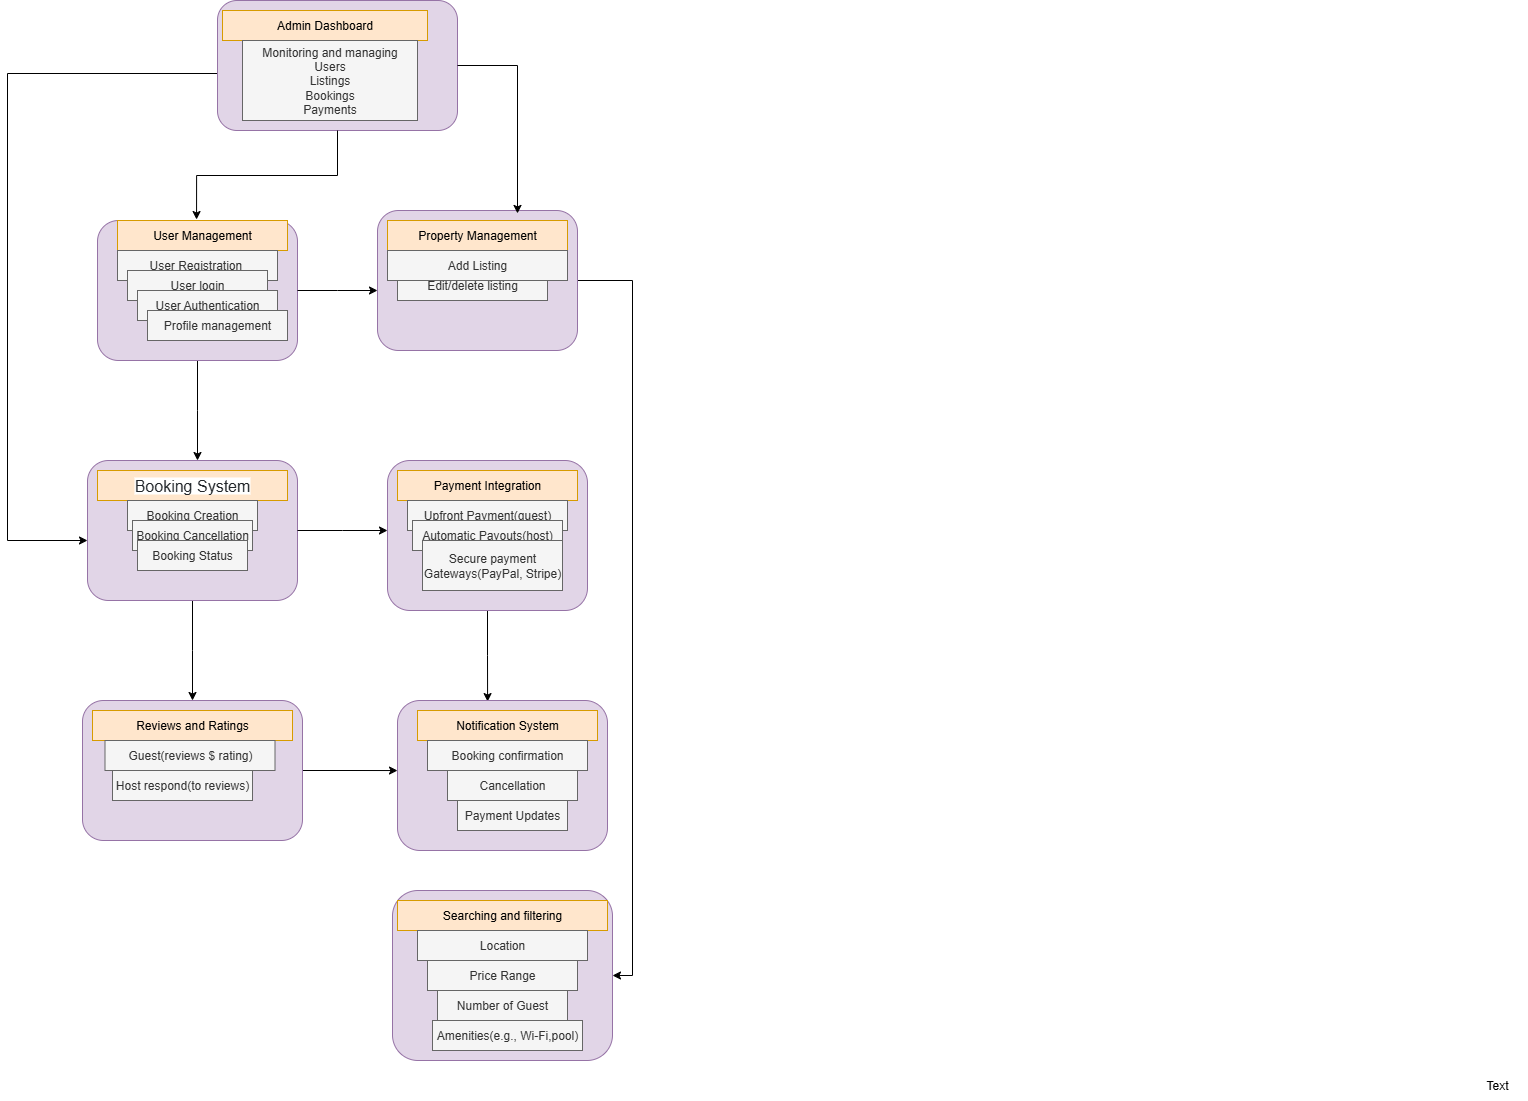 Admin Dashboard
Monitoring and managing
Users
Listings
Bookings
Payments
User Management
User Registration
User login
User Authentication
Profile management
Property Management
Add Listing
Edit/delete listing
Booking System
Booking Creation
Booking Cancellation
Booking Status
Payment Integration
Upfront Payment(guest)
Automatic Payouts(host)
Secure payment
Gateways(PayPal, Stripe)
Reviews and Ratings
Guest(reviews $ rating)
Host respond(to reviews)
Notification System
Booking confirmation
Cancellation
Payment Updates
Searching and filtering
Location
Price Range
Number of Guest
Amenities(e.g., Wi-Fi,pool)
Text